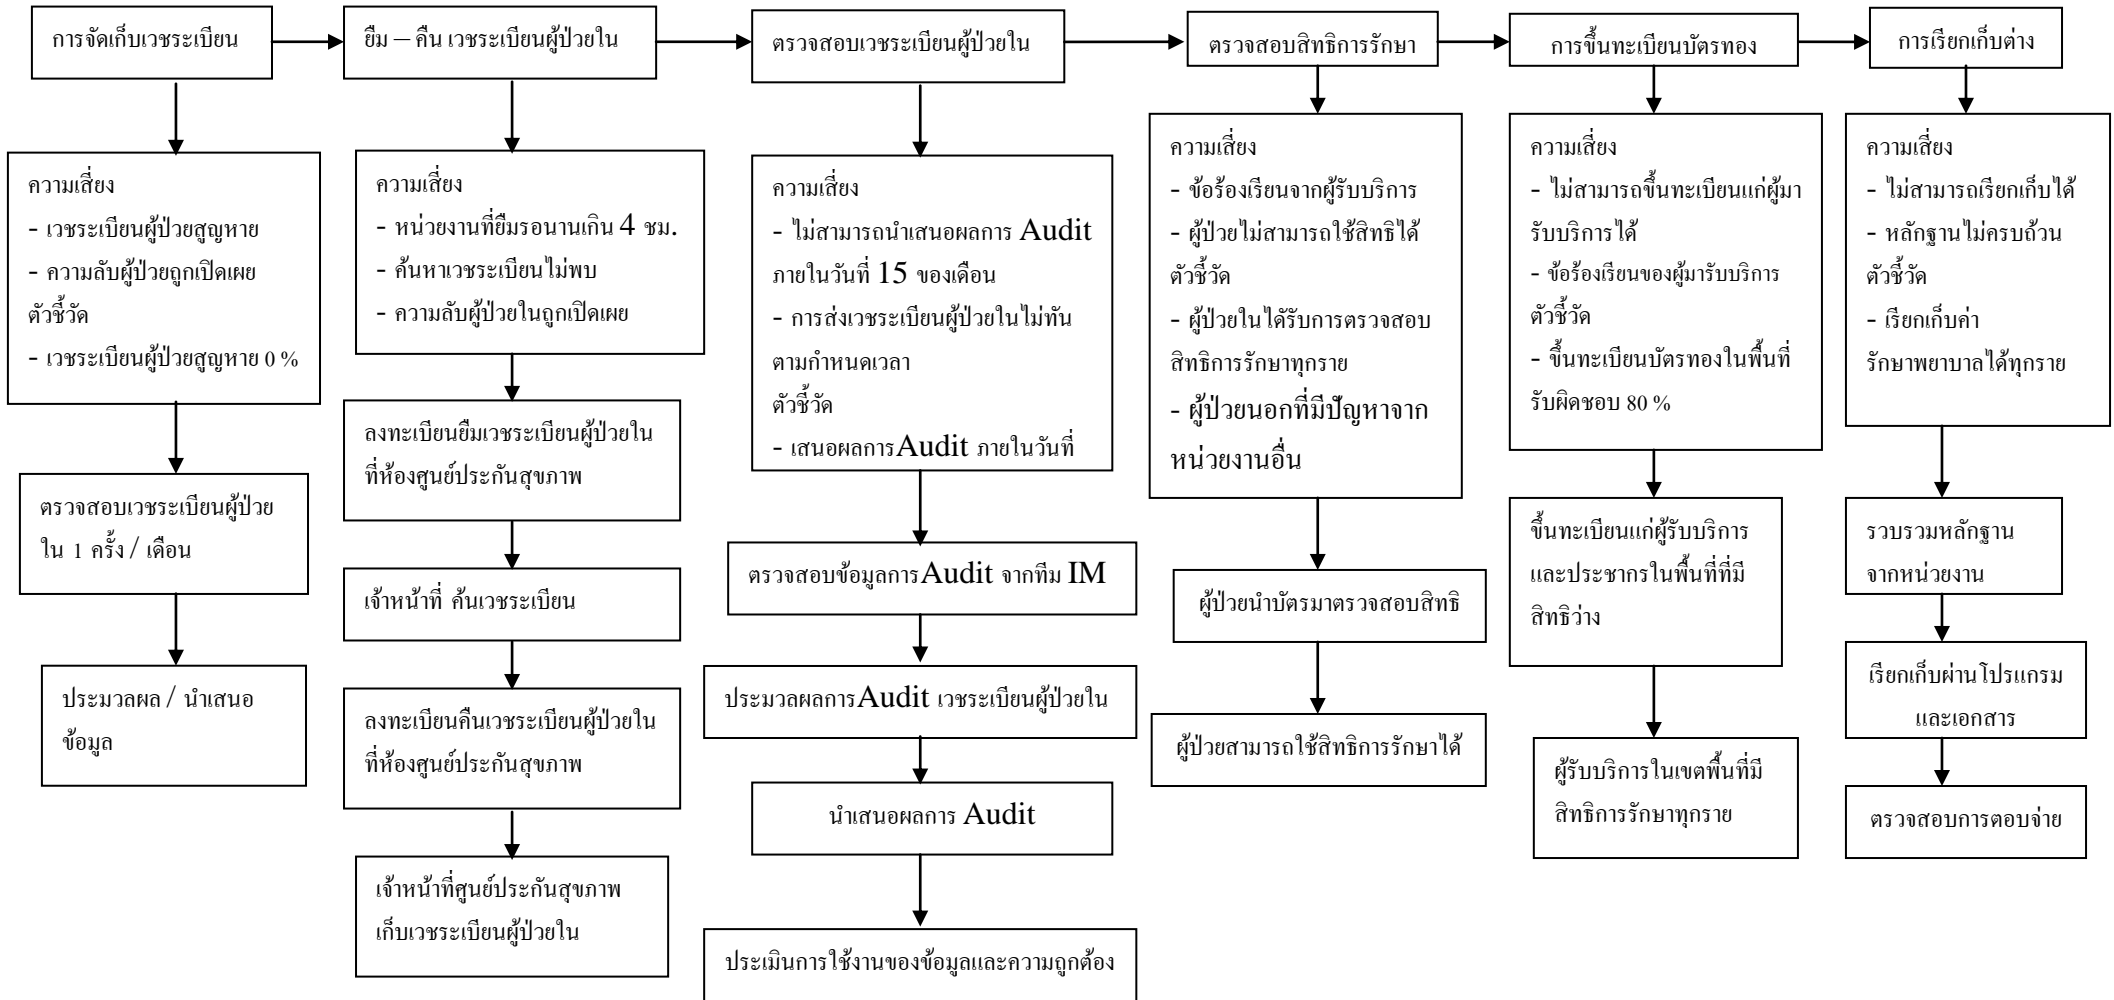 การจัดเก็บเวชระเบียน
ยืม – คืน เวชระเบียนผู้ป่วยใน
ตรวจสอบเวชระเบียนผู้ป่วยใน
ตรวจสอบสิทธิการรักษา
การขึ้นทะเบียนบัตรทอง
การเรียกเก็บต่าง
ความเสี่ยง
- เวชระเบียนผู้ป่วยสูญหาย
- ความลับผู้ป่วยถูกเปิดเผย
ตัวชี้วัด
- เวชระเบียนผู้ป่วยสูญหาย 0 %
ตรวจสอบเวชระเบียนผู้ป่วย
ใน 1 ครั้ง / เดือน
ประมวลผล / นำเสนอ
ข้อมูล
ความเสี่ยง
- หน่วยงานที่ยืมรอนานเกิน 4 ชม.
- ค้นหาเวชระเบียนไม่พบ
- ความลับผู้ป่วยในถูกเปิดเผย
ลงทะเบียนยืมเวชระเบียนผู้ป่วยใน
ที่ห้องศูนย์ประกันสุขภาพ
เจ้าหน้าที่ ค้นเวชระเบียน
ลงทะเบียนคืนเวชระเบียนผู้ป่วยใน
ที่ห้องศูนย์ประกันสุขภาพ
เจ้าหน้าที่ศูนย์ประกันสุขภาพ
เก็บเวชระเบียนผู้ป่วยใน
ความเสี่ยง
- ไม่สามารถนำเสนอผลการ Audit
ภายในวันที่ 15 ของเดือน
- การส่งเวชระเบียนผู้ป่วยในไม่ทัน
ตามกำหนดเวลา
ตัวชี้วัด
- เสนอผลการAudit ภายในวันที่
ตรวจสอบข้อมูลการAudit จากทีม IM
ประมวลผลการAudit เวชระเบียนผู้ป่วยใน
นำเสนอผลการ Audit
ประเมินการใช้งานของข้อมูลและความถูกต้อง
ความเสี่ยง
- ข้อร้องเรียนจากผู้รับบริการ
- ผู้ป่วยไม่สามารถใช้สิทธิได้
ตัวชี้วัด
- ผู้ป่วยในได้รับการตรวจสอบ
สิทธิการรักษาทุกราย
- ผู้ป่วยนอกที่มีปัญหาจาก
หน่วยงานอื่น
ผู้ป่วยนำบัตรมาตรวจสอบสิทธิ
ผู้ป่วยสามารถใช้สิทธิการรักษาได้
ความเสี่ยง
- ไม่สามารถขึ้นทะเบียนแก่ผู้มา
รับบริการได้
- ข้อร้องเรียนของผู้มารับบริการ
ตัวชี้วัด
- ขึ้นทะเบียนบัตรทองในพื้นที่
รับผิดชอบ 80 %
ขึ้นทะเบียนแก่ผู้รับบริการ
และประชากรในพื้นที่ที่มี
สิทธิว่าง
ผู้รับบริการในเขตพื้นที่มี
สิทธิการรักษาทุกราย
ความเสี่ยง
- ไม่สามารถเรียกเก็บได้
- หลักฐานไม่ครบถ้วน
ตัวชี้วัด
- เรียกเก็บค่า
รักษาพยาบาลได้ทุกราย
รวบรวมหลักฐาน
จากหน่วยงาน
เรียกเก็บผ่านโปรแกรม
และเอกสาร
ตรวจสอบการตอบจ่าย